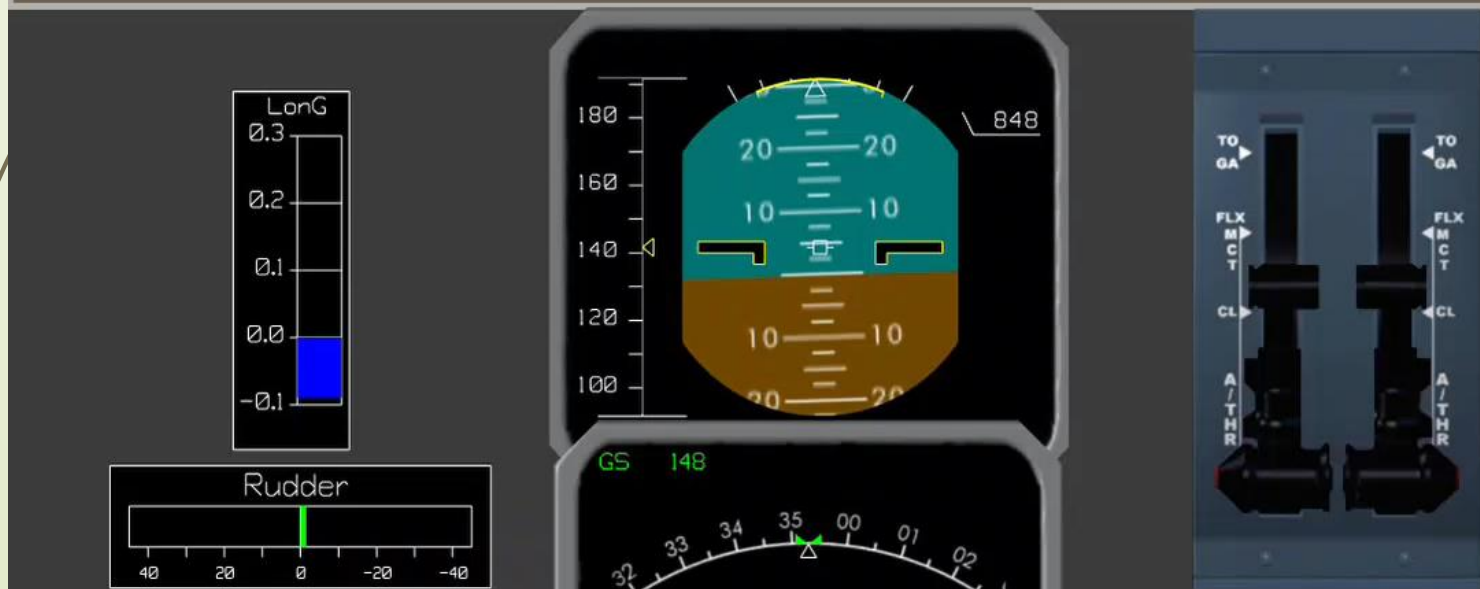 LonG
0.3
0.2
0.1
0.0
-0.1
Rudder
40 20 0 -20 -40
180
160
140
120
100
20 20
10 10
10 10
20 20
848
GS 148
32 33 34 35 00 01 02
TO
GA
FLX
M
C
T
CL
A
/
T
H
R
TO
GA
FLX
M
C
T
CL
A
/
T
H
R